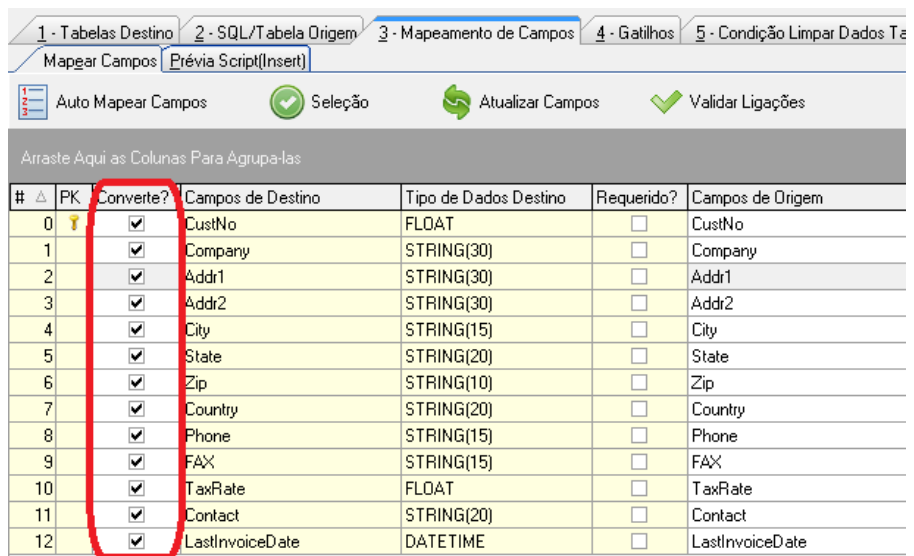 1 - Tabelas Destino 2 - SQL/Tabela Origem 3 - Mapeamento de Campos 4 - Gatilhos 5 - Condição Limpar Dados Ta
Mapear Campos Prévia Script(Insert)
Auto Mapear Campos Seleção Atualizar Campos Validar Ligações
Arraste Aqui as Colunas Para Agrupa-las
# PK Converte? Campos de Destino Tipo de Dados Destino Requerido? Campos de Origem
0 CustNo FLOAT CustNo
1 Company STRING(30) Company
2 Addr1 STRING(30) Addr1
3 Addr2 STRING(30) Addr2
4 City STRING(15) City
5 State STRING(20) State
6 Zip STRING(10) Zip
7 Country STRING(20) Country
8 Phone STRING(15) Phone
9 FAX STRING(15) FAX
10 TaxRate FLOAT TaxRate
11 Contact STRING(20) Contact
12 LastInvoiceDate DATETIME LastInvoiceDate